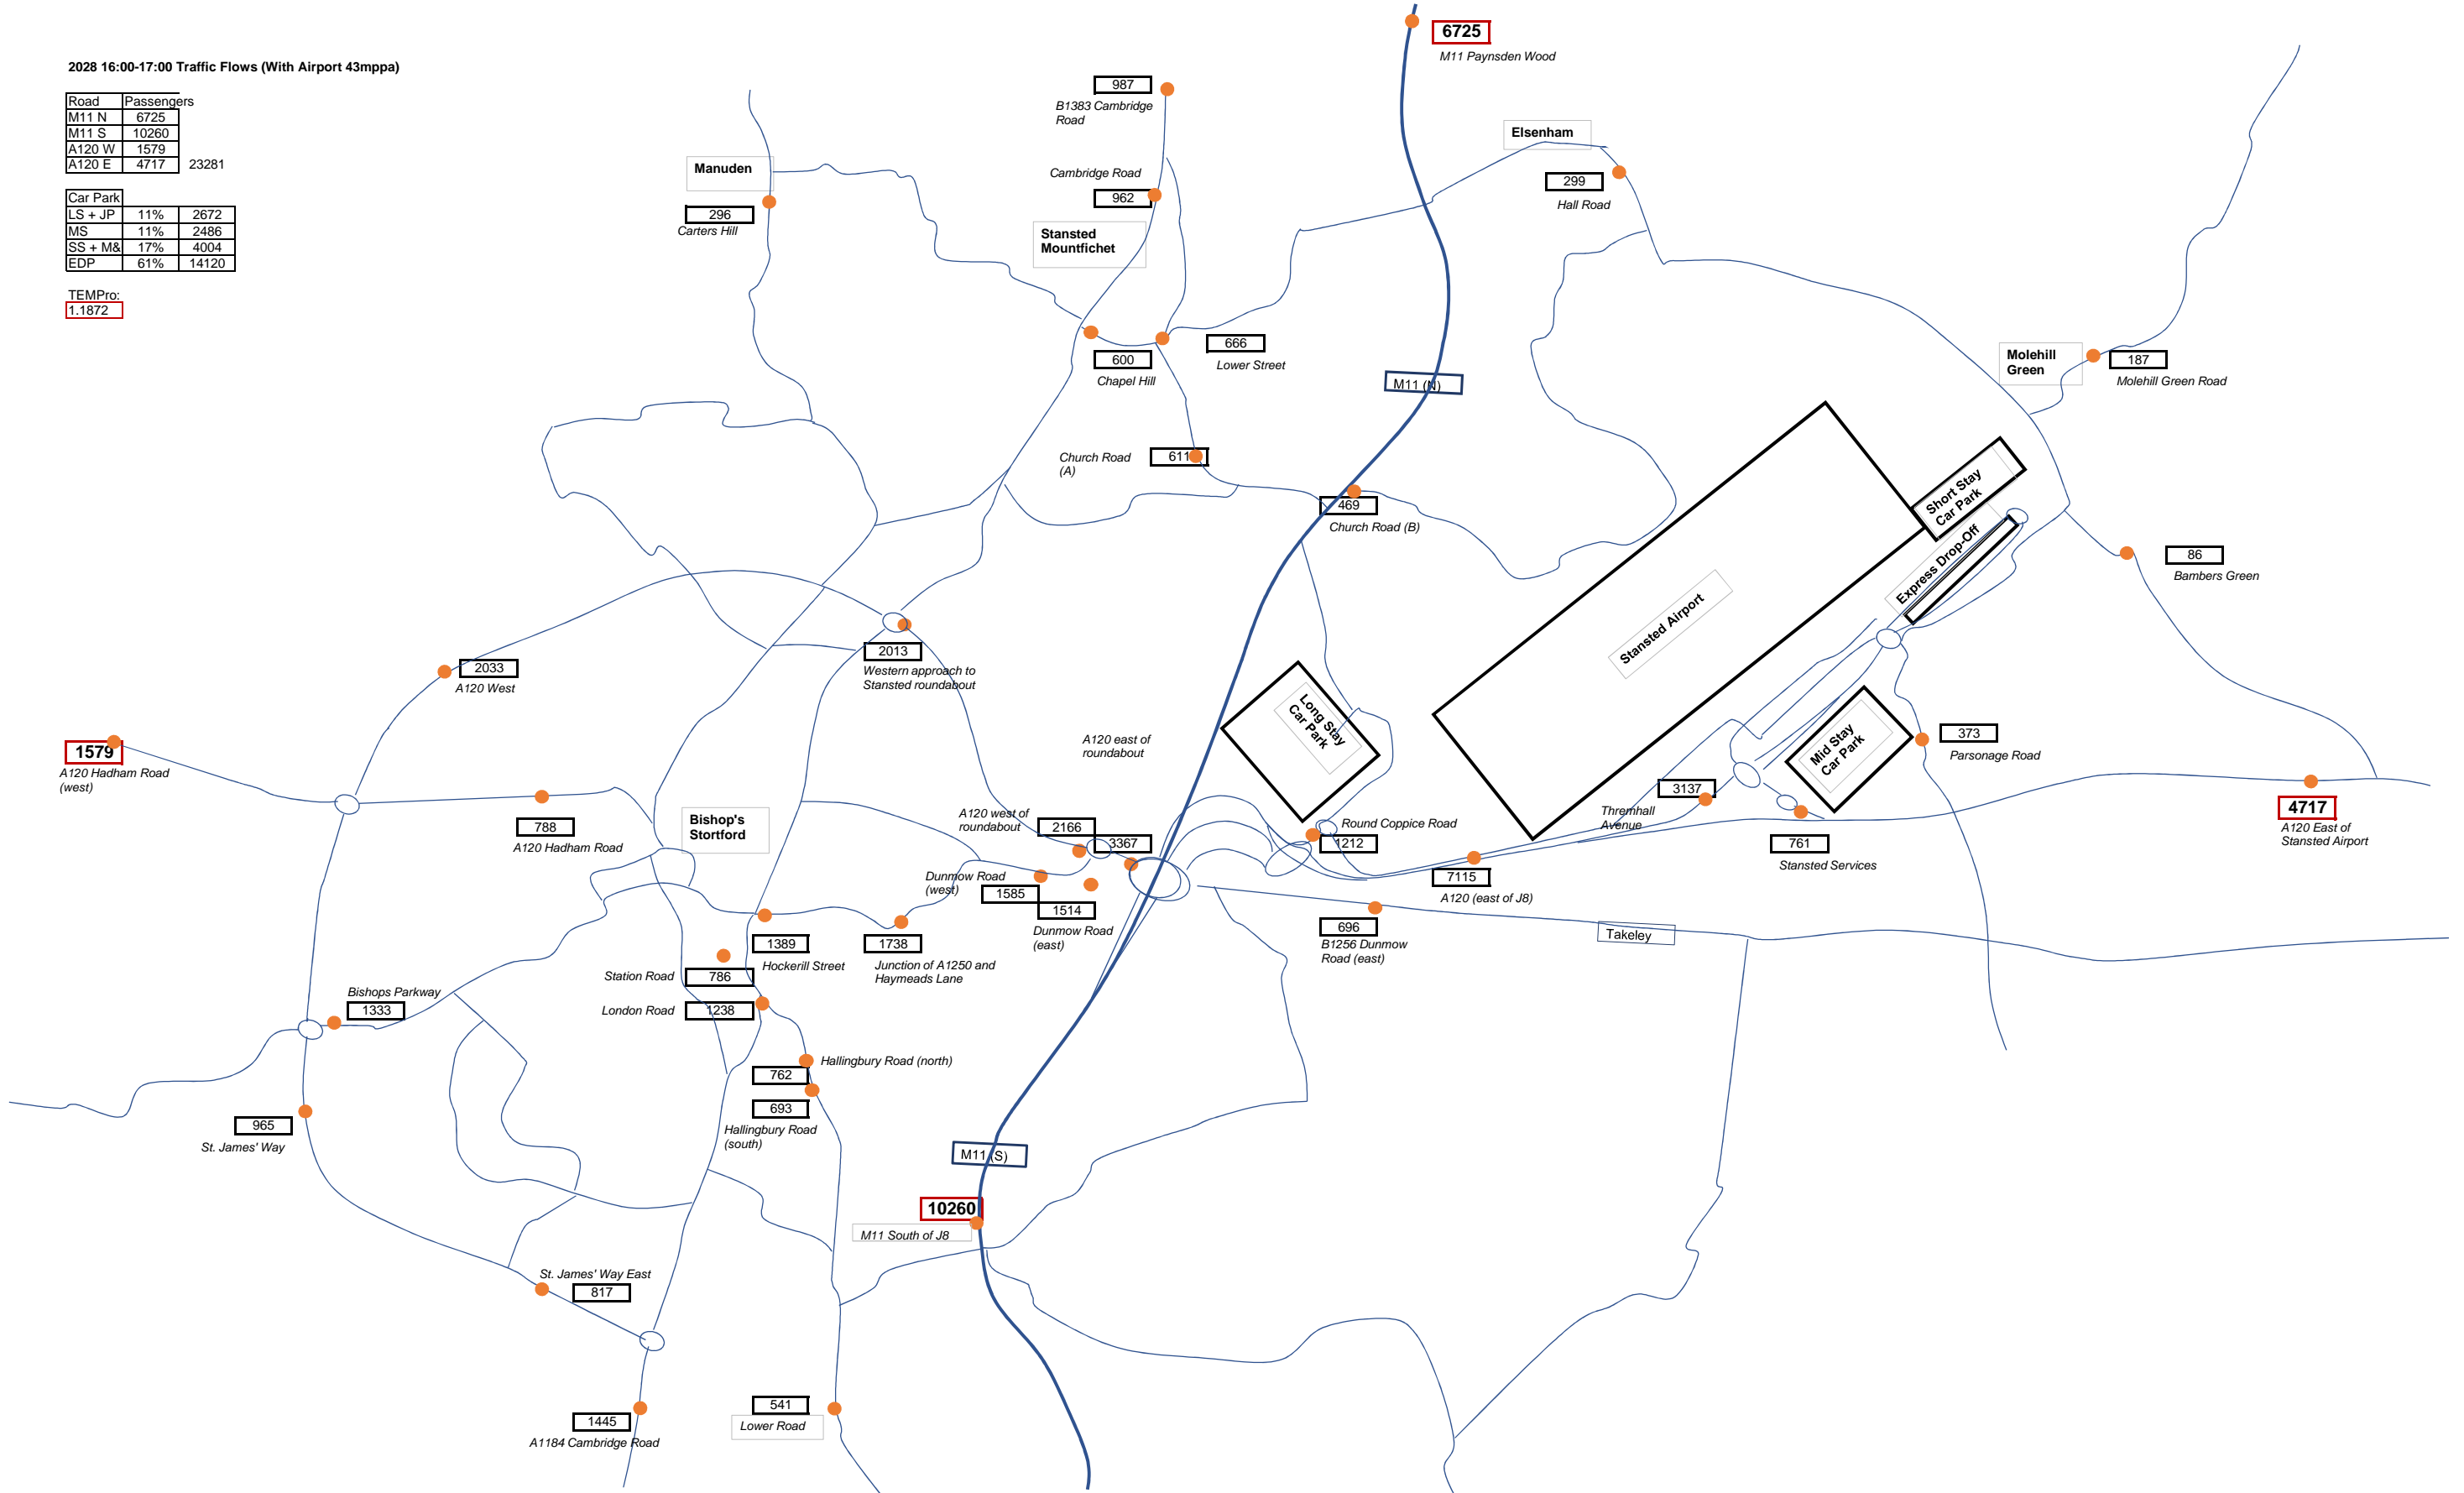 2028 16:00-17:00 Traffic Flows (With Airport 43mppa)
Road Passengers
M11 N 6725
M11 S 10260
A120 W 1579
A120 E 4717 23281
Car Park
LS + JP 11% 2672
MS 11% 2486
SS + M& 17% 4004
EDP 61% 14120
TEMPro:
1.1872
6725
M11 Paynsden Wood
987
B1383 Cambridge
Road
Elsenham
Manuden
Cambridge Road
962
299
Hall Road
296
Carters Hill
Stansted
Mountfichet
600
Chapel Hill
666
Lower Street
M11 (N)
Molehill
Green
187
Molehill Green Road
Church Road
(A)
611
469
Church Road (B)
Short Stay
Car Park
Express Drop-Off
86
Bambers Green
Stansted Airport
2013
Western approach to
Stansted roundabout
2033
A120 West
1579
A120 Hadham Road
(west)
A120 east of
roundabout
Long Stay
Car Park
Mid Stay
Car Park
373
Parsonage Road
3137
Thremhall
Avenue
4717
A120 East of
Stansted Airport
788
A120 Hadham Road
Bishop's
Stortford
A120 west of
roundabout
2166
3367
Round Coppice Road
1212
761
Stansted Services
Dunmow Road
(west)
1585
1514
Dunmow Road
(east)
7115
A120 (east of J8)
696
B1256 Dunmow
Road (east)
Takeley
1389
Hockerill Street
1738
Junction of A1250 and
Haymeads Lane
Station Road
786
London Road
1238
Bishops Parkway
1333
Hallingbury Road (north)
762
693
Hallingbury Road
(south)
965
St. James' Way
M11 (S)
10260
M11 South of J8
St. James' Way East
817
541
Lower Road
1445
A1184 Cambridge Road